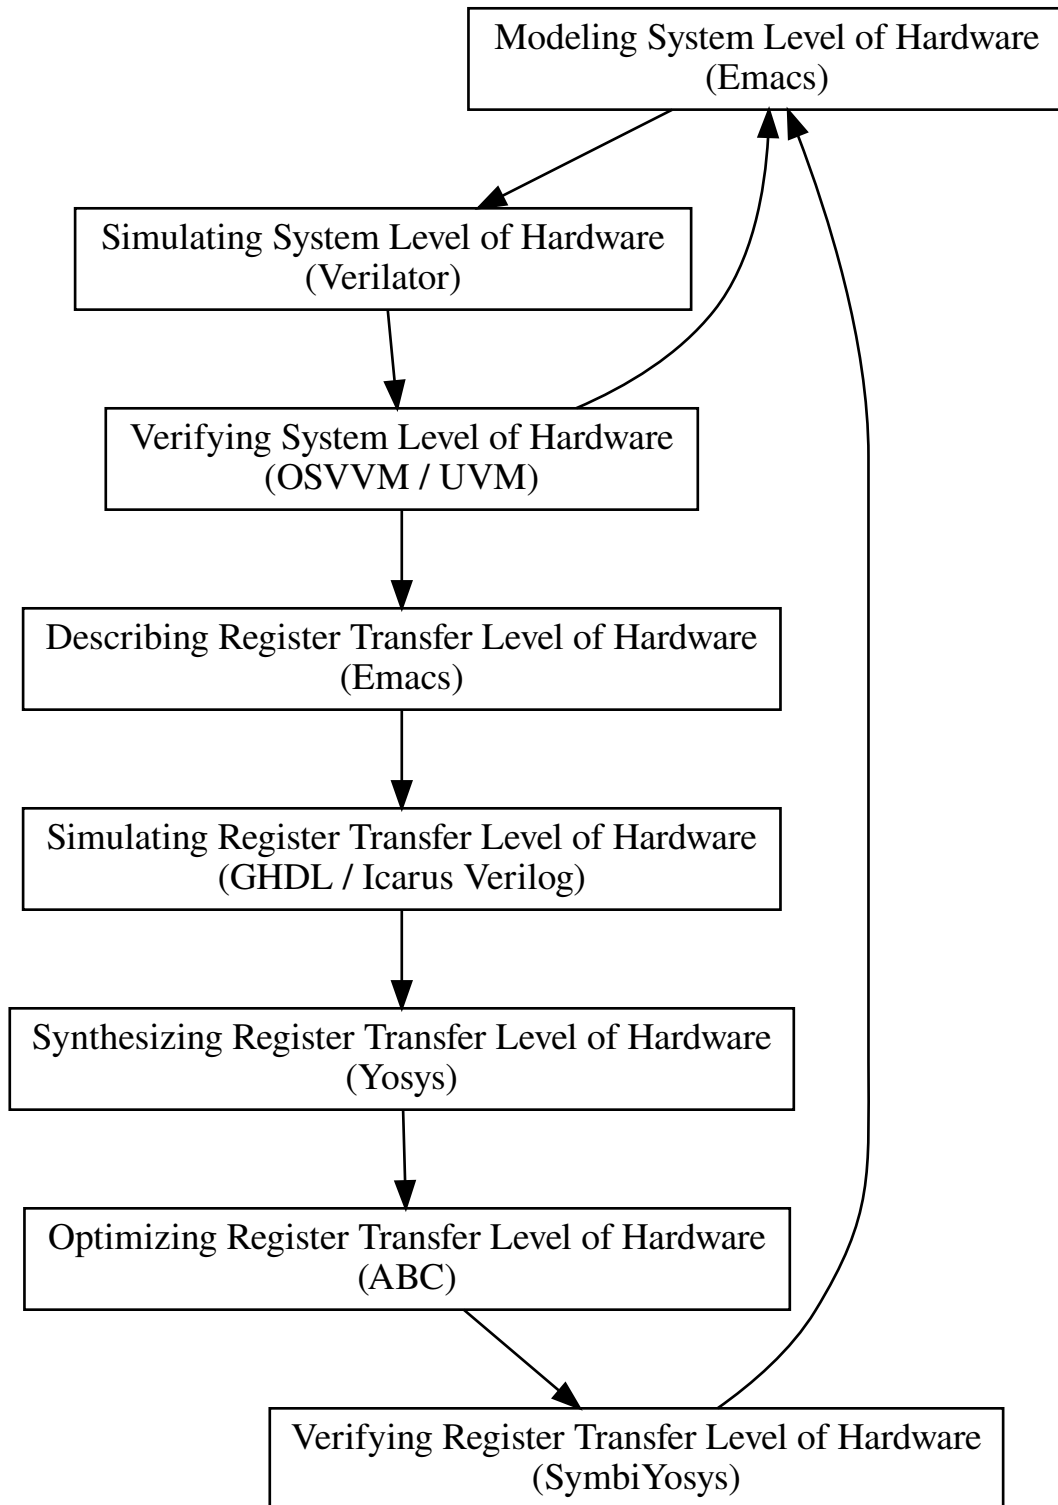 Modeling System Level of Hardware
(Emacs)
Simulating System Level of Hardware
(Verilator)
Verifying System Level of Hardware
(OSVVM / UVM)
Describing Register Transfer Level of Hardware
(Emacs)
Simulating Register Transfer Level of Hardware
(GHDL / Icarus Verilog)
Synthesizing Register Transfer Level of Hardware
(Yosys)
Optimizing Register Transfer Level of Hardware
(ABC)
Verifying Register Transfer Level of Hardware
(SymbiYosys)